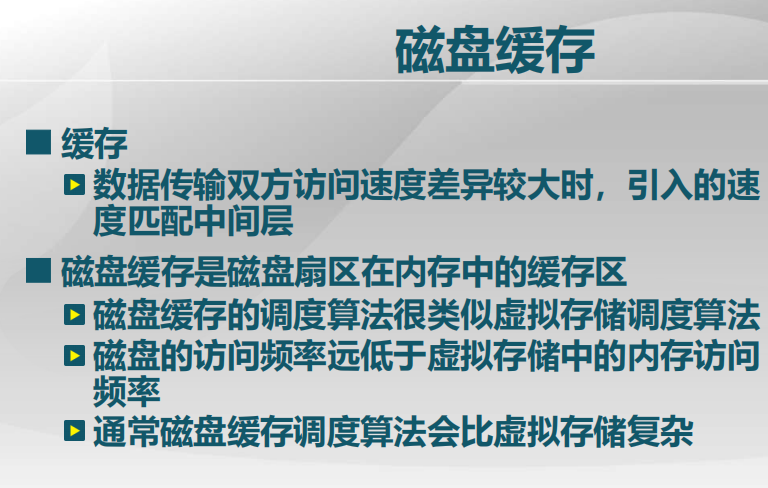 磁盘缓存
缓存
数据传输双方访问速度差异较大时，引入的速
度匹配中间层
磁盘缓存是磁盘扇区在内存中的缓存区
磁盘缓存的调度算法很类似虚拟存储调度算法
磁盘的访问频率远低于虚拟存储中的内存访问
频率
通常磁盘缓存调度算法会比虚拟存储复杂